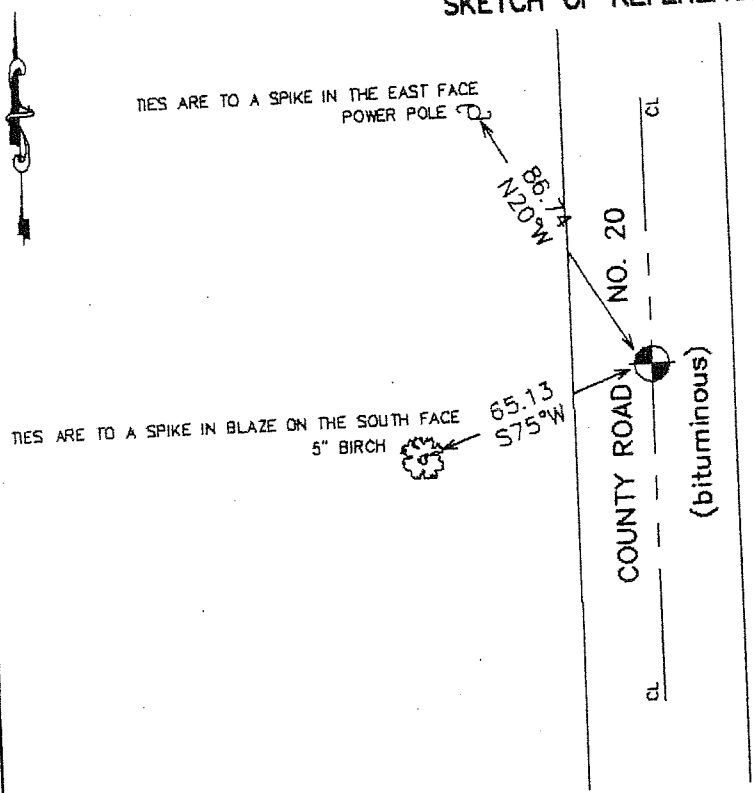 SKETCH OF
TIES ARE TO A SPIKE IN THE EAST FACE
POWER POLE
86.74
N20°W
CL
COUNTY ROAD NO. 20
(bituminous)
TIES ARE TO A SPIKE IN BLAZE ON THE SOUTH FACE
5" BIRCH
65.13
S75°W
CL